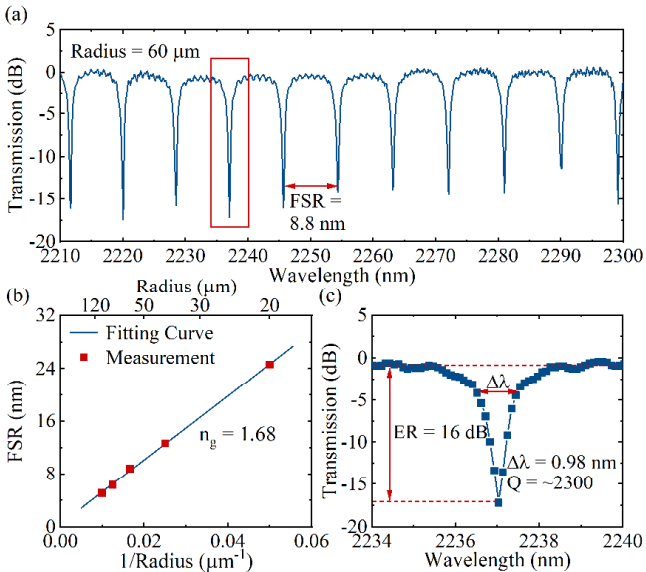 (a)
5
0
-5
-10
-15
-20
Transmission (dB)
Radius = 60 μm
FSR =
8.8 nm
2210 2220 2230 2240 2250 2260 2270 2280 2290 2300
Wavelength (nm)
(b)
Radius (μm)
120 50 30 20
32
24
16
8
0
FSR (nm)
Fitting Curve
Measurement
ng = 1.68
0.00 0.02 0.04 0.06
1/Radius (μm-1)
(c)
5
0
-5
-10
-15
-20
Transmission (dB)
Δλ
ER = 16 dB
Δλ = 0.98 nm
Q = ~2300
2234 2236 2238 2240
Wavelength (nm)